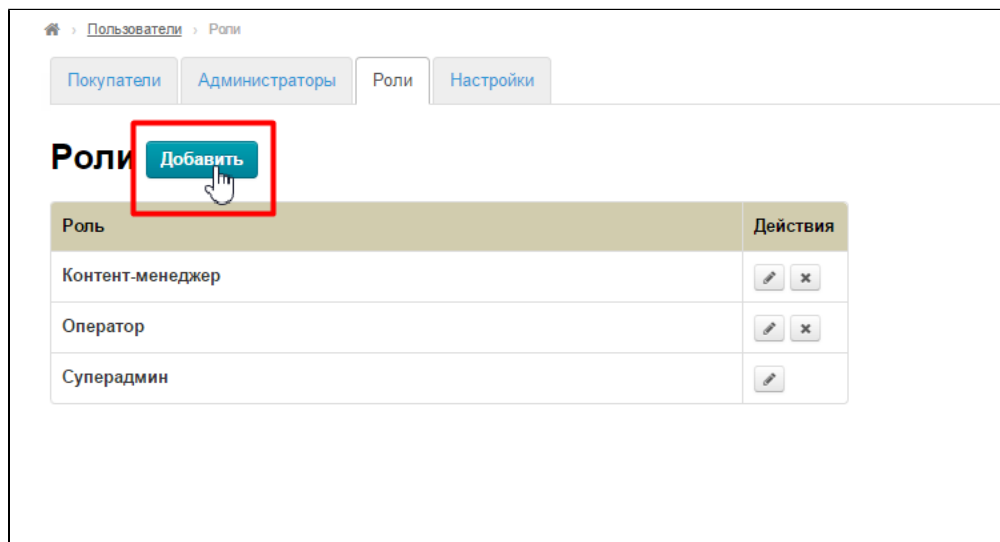 Пользователи › Роли
Покупатели Администраторы Роли Настройки
Роли Добавить
Роль Действия
Контент-менеджер
Оператор
Суперадмин